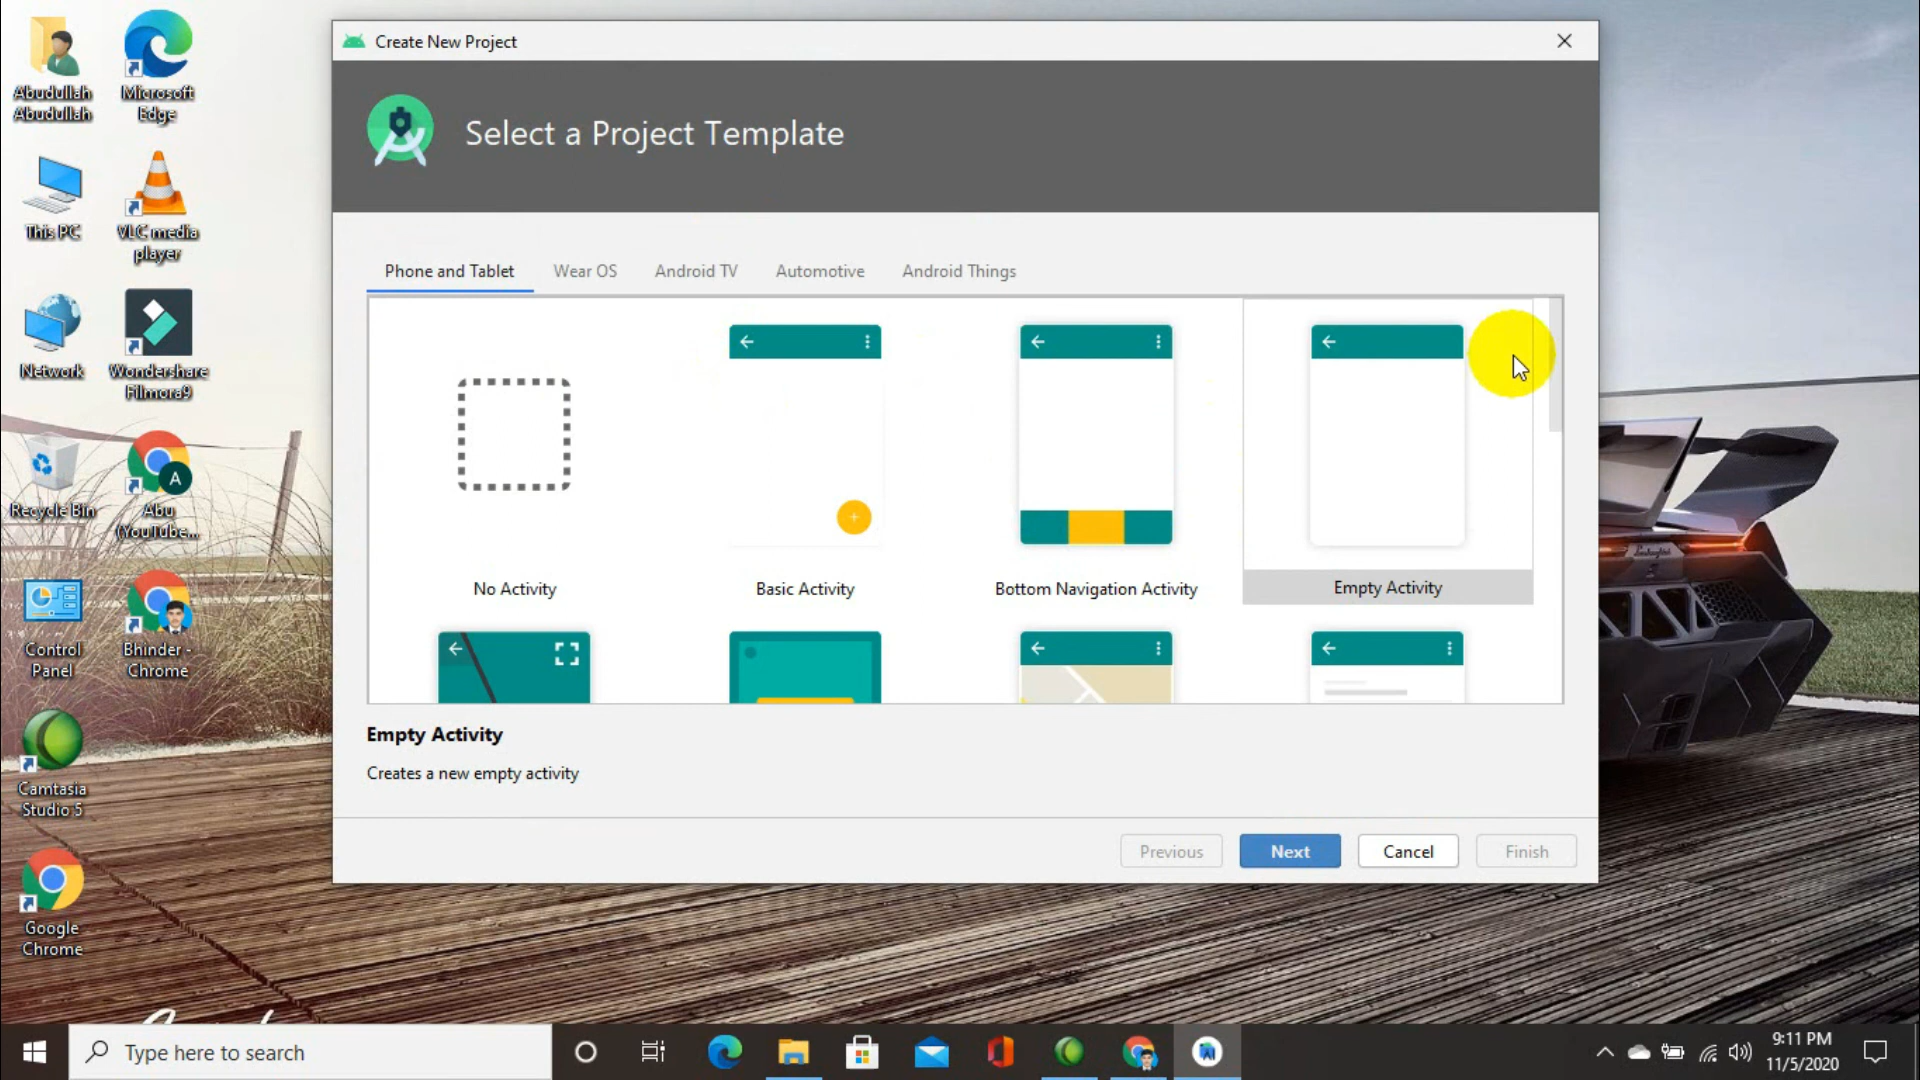 Create New Project
Select a Project Template
Phone and Tablet
Wear OS
Android TV
Automotive
Android Things
No Activity
Basic Activity
Bottom Navigation Activity
Empty Activity
Empty Activity
Creates a new empty activity
Previous
Next
Cancel
Finish
Abudullah
Abudullah
Microsoft
Edge
This PC
VLC media
player
Network
Wondershare
Filmora9
Recycle Bin
A
Abu
(YouTube...
Control
Panel
Bhinder -
Chrome
Camtasia
Studio 5
Google
Chrome
Type here to search
9:11 PM
11/5/2020